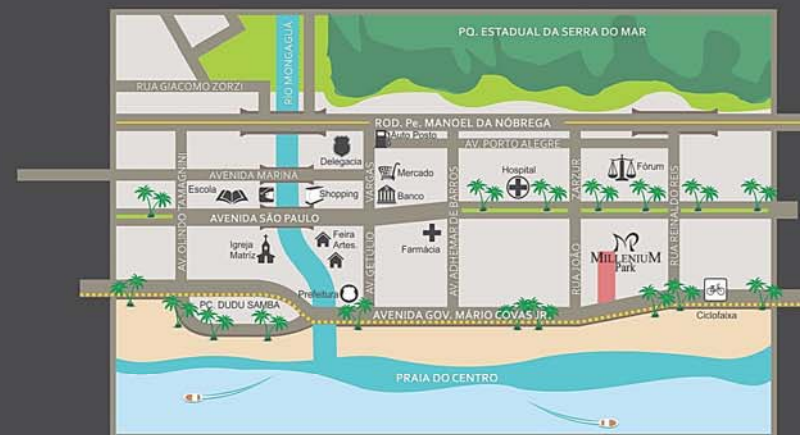 PQ. ESTADUAL DA SERRA DO MAR
RIO MONGAGUÁ
RUA GIACOMO ZORZI
ROD. Pe. MANOEL DA NÓBREGA
Auto Posto
AV. PORTO ALEGRE
Delegacia
AV. OLINDO TAMAGNINI
AVENIDA MARINA
Escola
Shopping
AV. GETÚLIO VARGAS
Mercado
Banco
AV. ADHEMAR DE BARROS
Hospital
RUA JOÃO ZARZUR
Fórum
RUA REINALDO REIS
AVENIDA SÃO PAULO
Igreja
Matriz
Feira
Artes.
Farmácia
MILLENIUM
Park
Prefeitura
PC. DUDU SAMBA
AVENIDA GOV. MÁRIO COVAS JR.
Ciclofaixa
PRAIA DO CENTRO